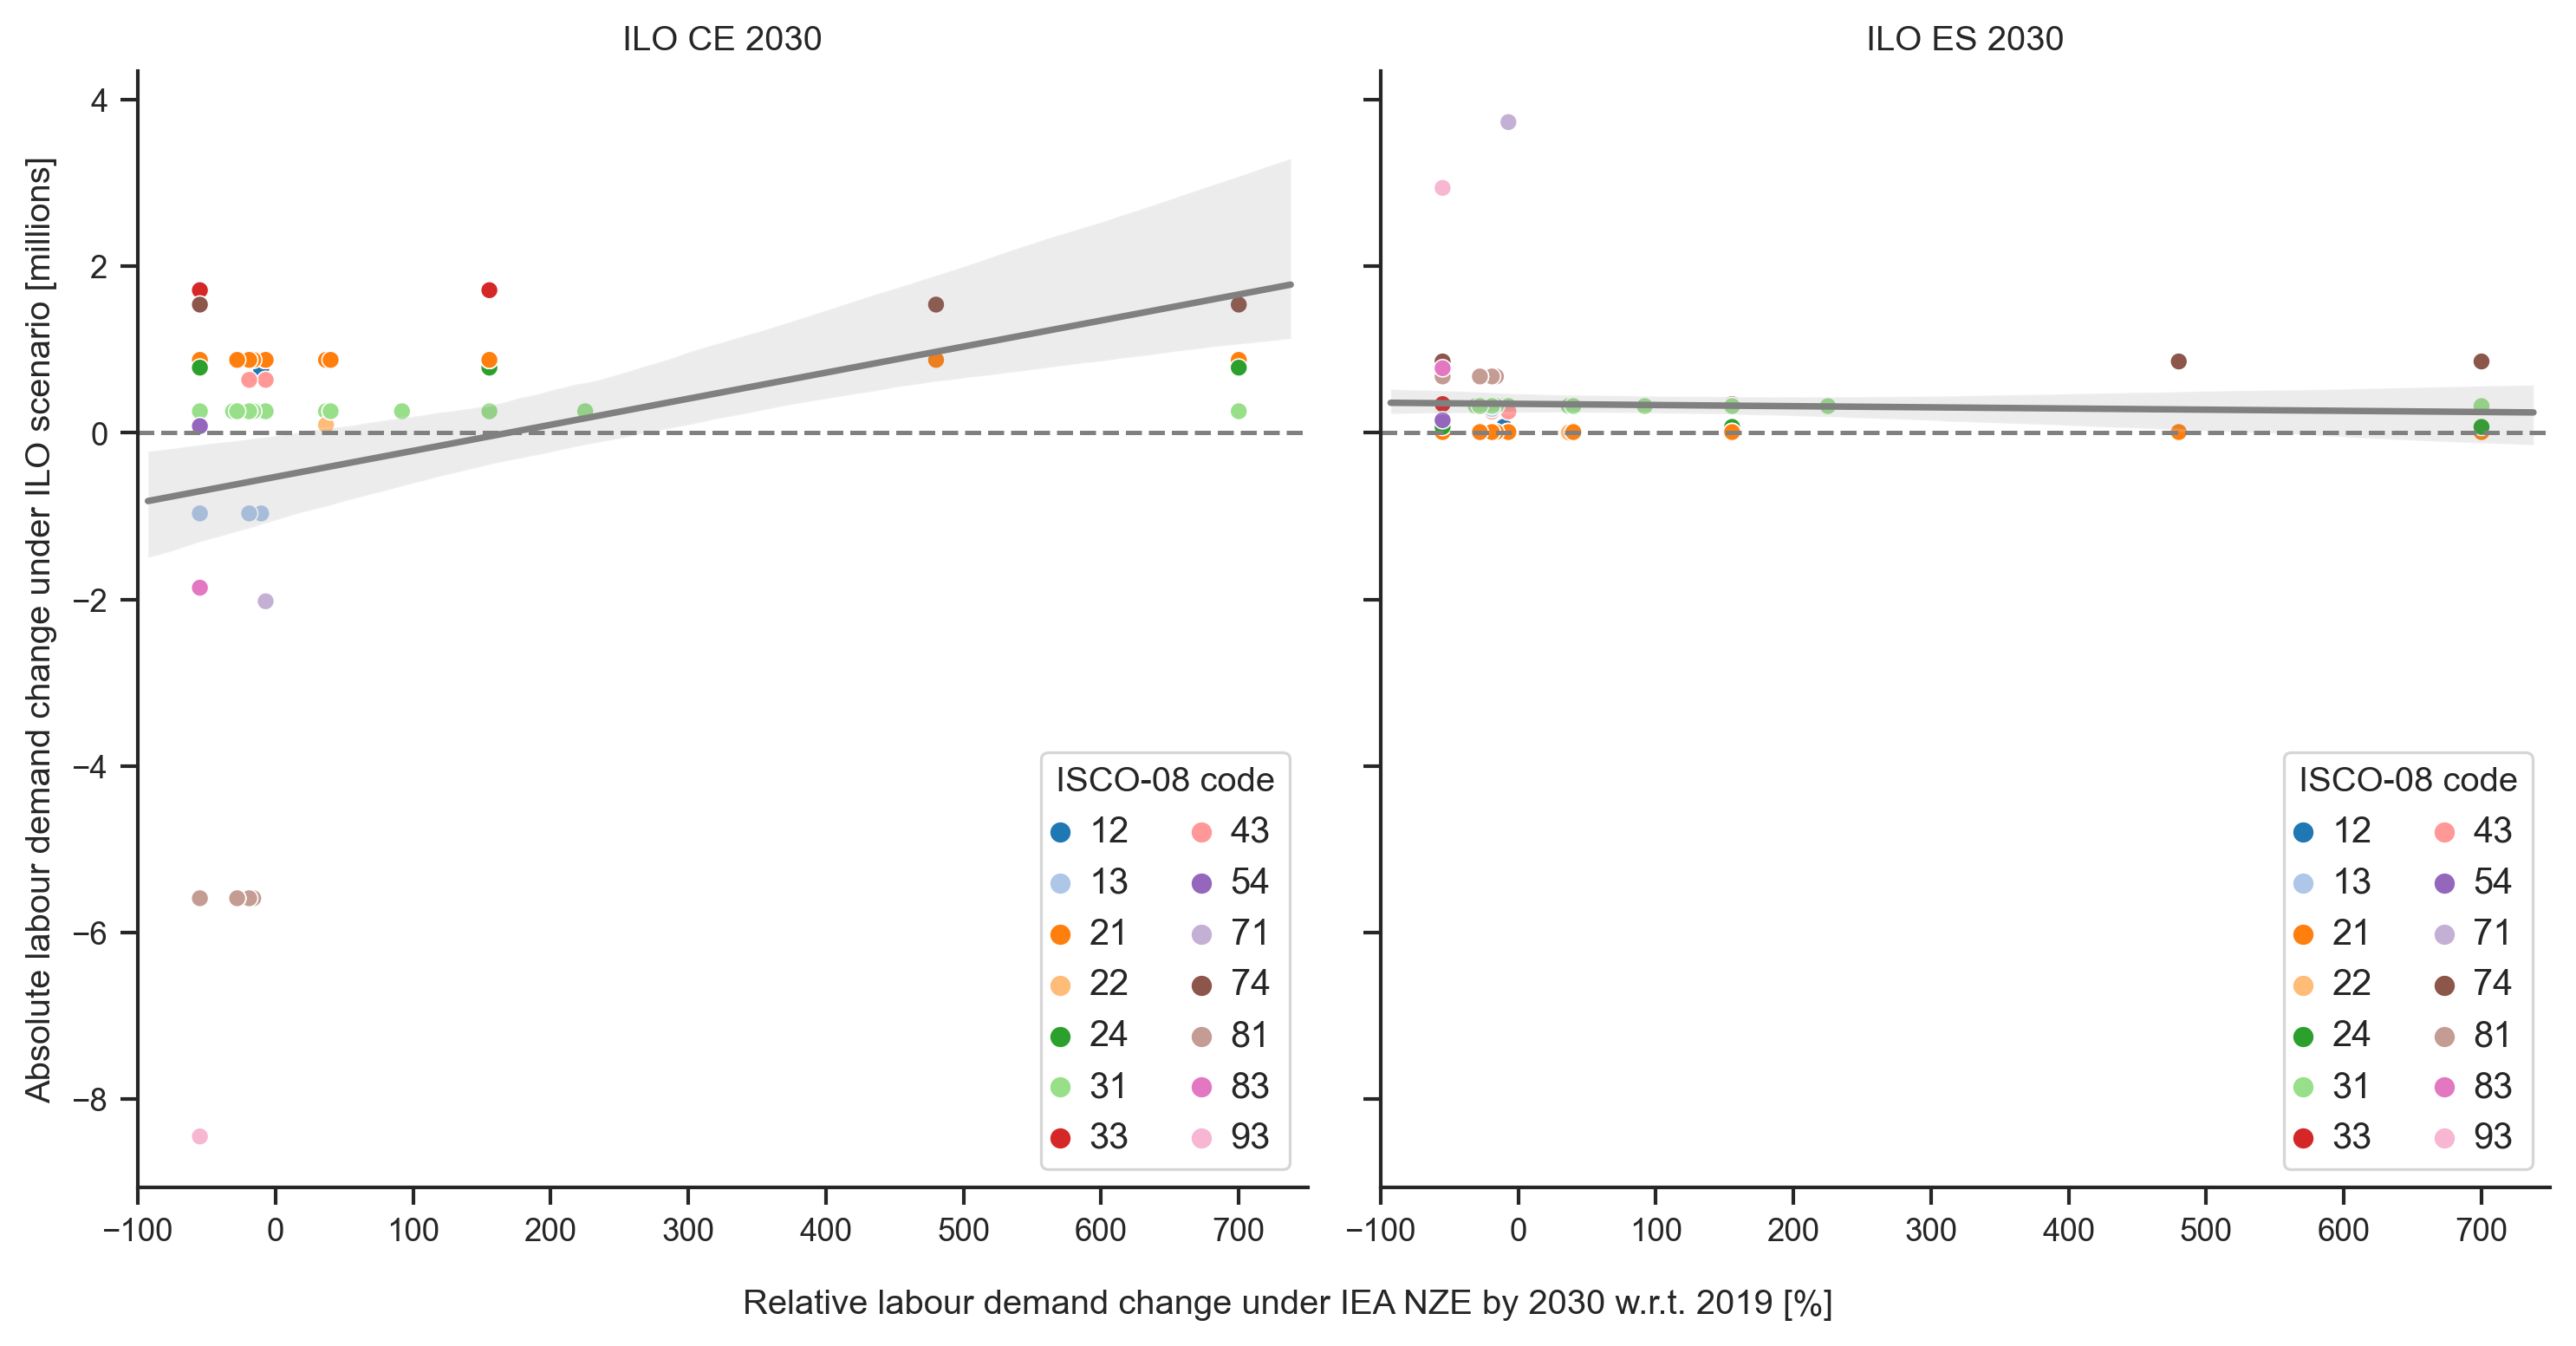 ILO CE 2030
ILO ES 2030
Absolute labour demand change under ILO scenario [millions]
4
2
0
−2
−4
−6
−8
ISCO-08 code
12 43
13 54
21 71
22 74
24 81
31 83
33 93
ISCO-08 code
12 43
13 54
21 71
22 74
24 81
31 83
33 93
−100 0 100 200 300 400 500 600 700
−100 0 100 200 300 400 500 600 700
Relative labour demand change under IEA NZE by 2030 w.r.t. 2019 [%]